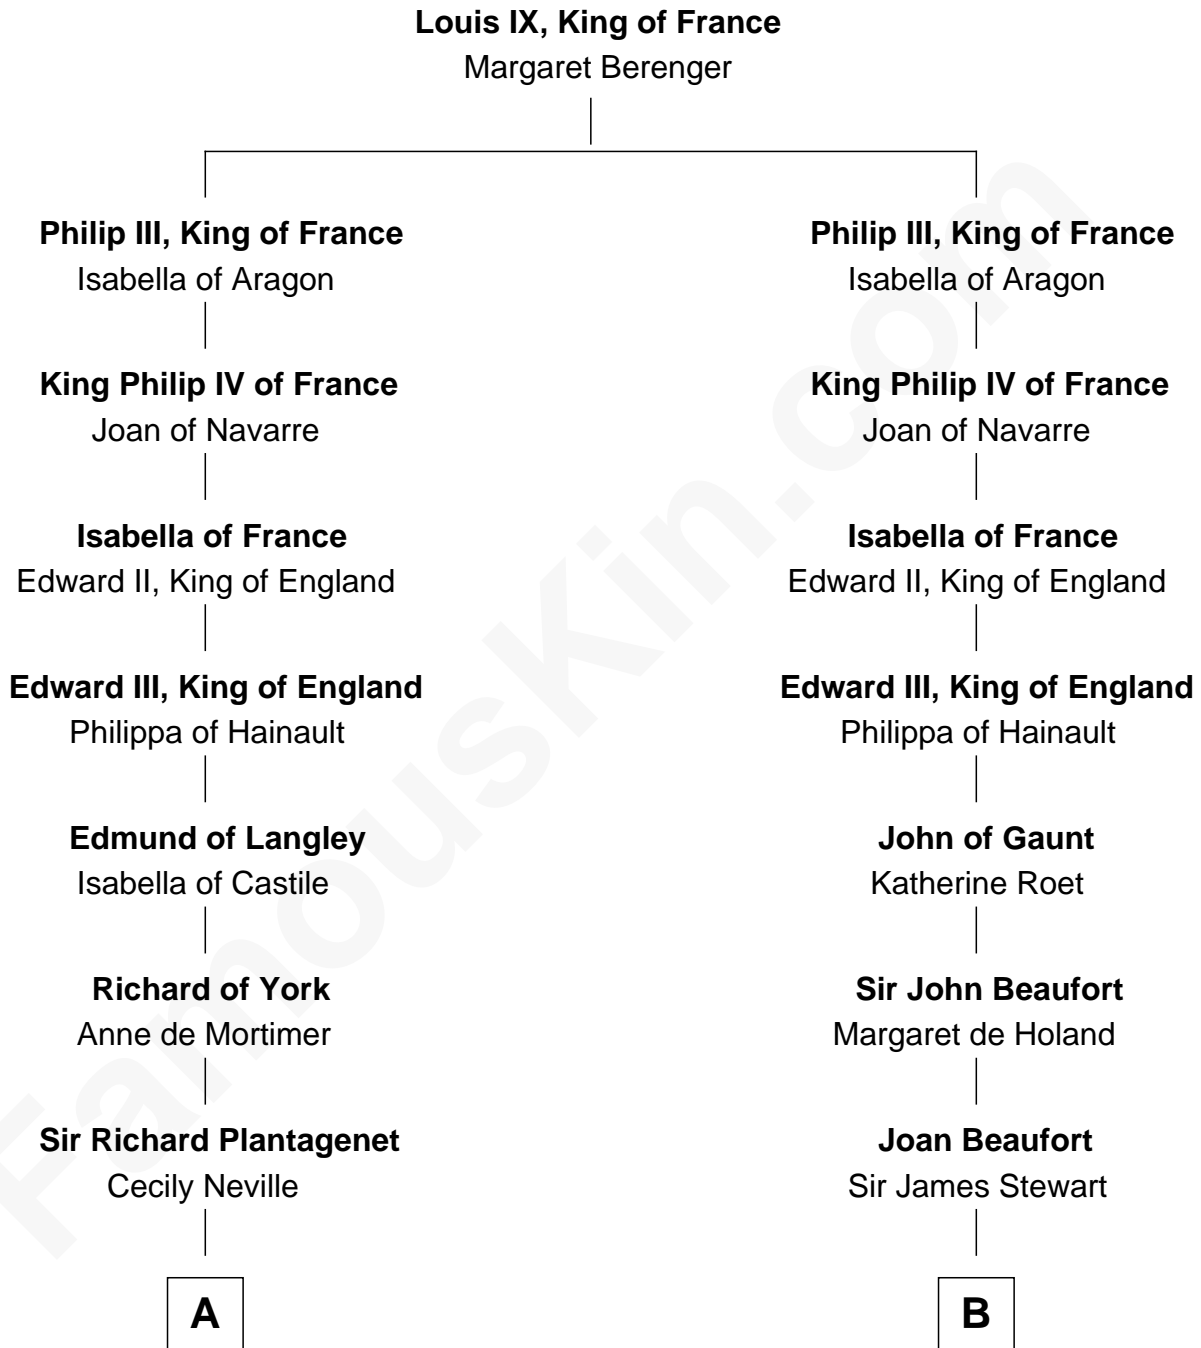 Louis IX, King of France
Margaret Berenger
Philip III, King of France
Isabella of Aragon
King Philip IV of France
Joan of Navarre
Isabella of France
Edward II, King of England
Edward III, King of England
Philippa of Hainault
Edmund of Langley
Isabella of Castile
Richard of York
Anne de Mortimer
Sir Richard Plantagenet
Cecily Neville
A
Philip III, King of France
Isabella of Aragon
King Philip IV of France
Joan of Navarre
Isabella of France
Edward II, King of England
Edward III, King of England
Philippa of Hainault
John of Gaunt
Katherine Roet
Sir John Beaufort
Margaret de Holand
Joan Beaufort
Sir James Stewart
B
FamousKin.com